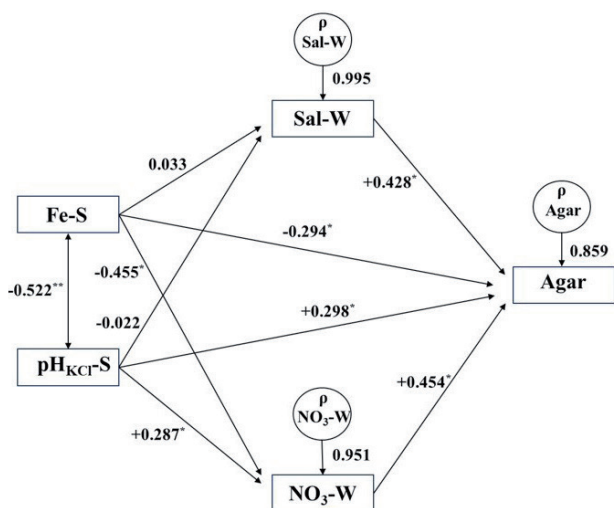 ρ
Sal-W
0.995
Sal-W
0.033
+0.428*
ρ
Agar
Fe-S
-0.294*
0.859
-0.455*
Agar
-0.522**
-0.022
+0.298*
pHKCl-S
+0.454*
ρ
NO3-W
+0.287*
0.951
NO3-W